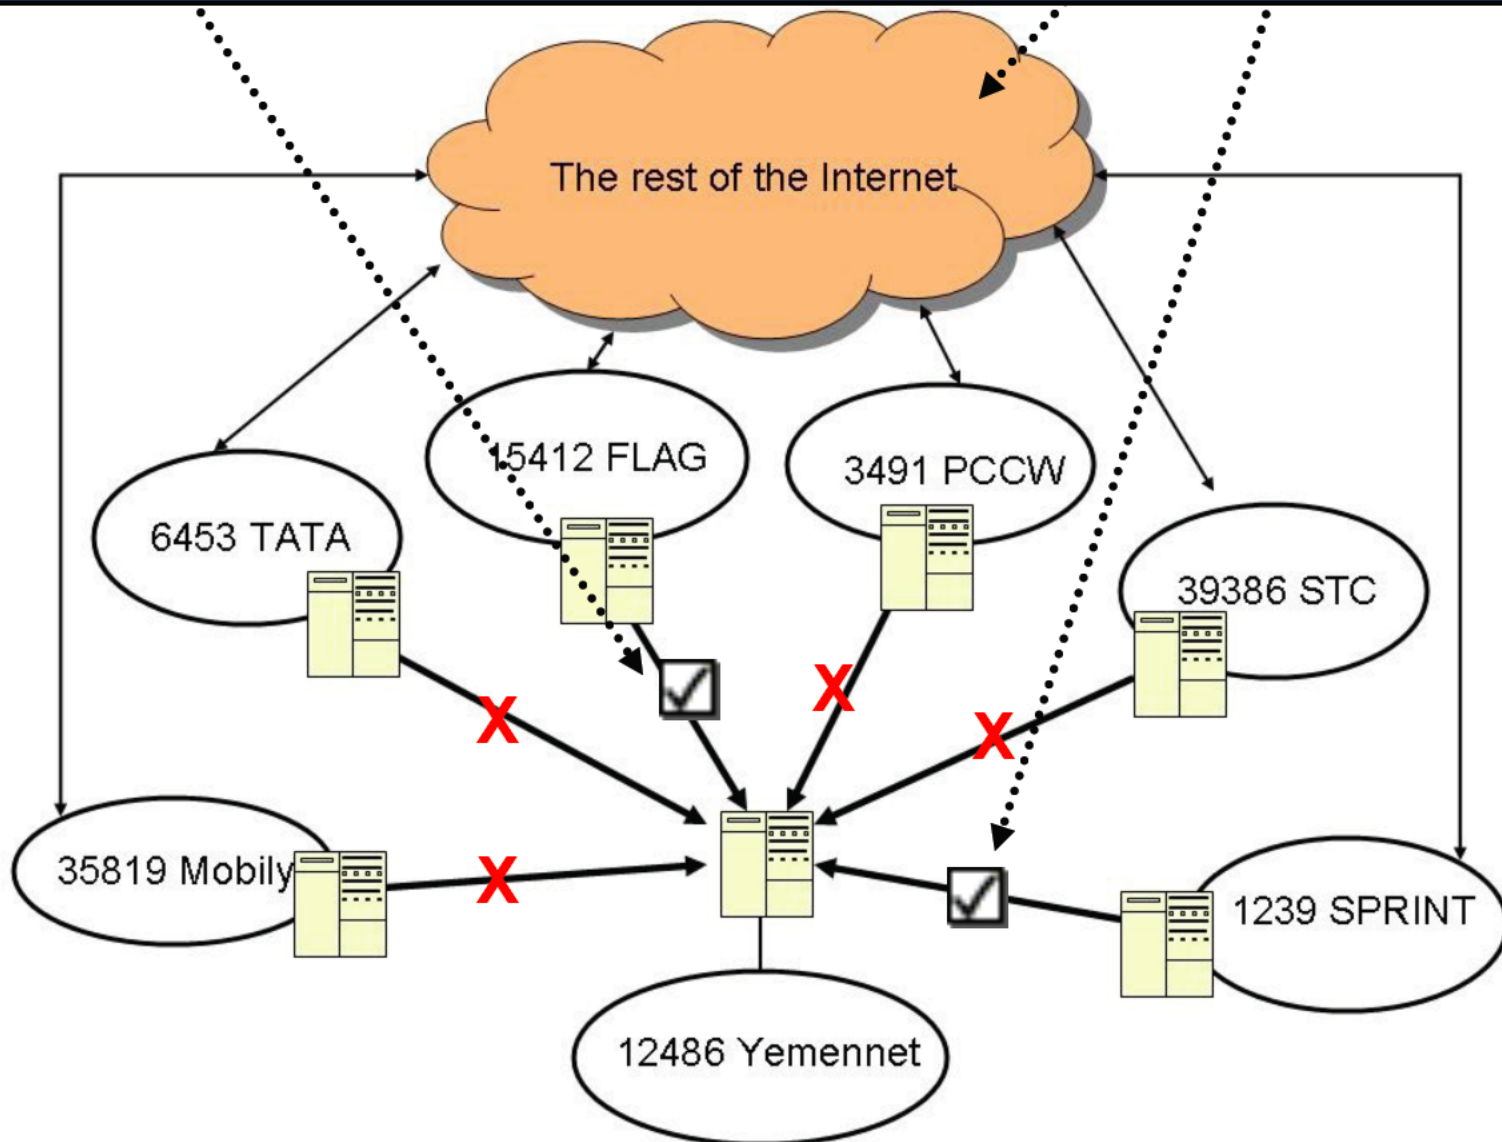 The rest of the Internet
15412 FLAG
3491 PCCW
6453 TATA
39386 STC
35819 Mobily
1239 SPRINT
12486 Yemennet
X
X
X
X